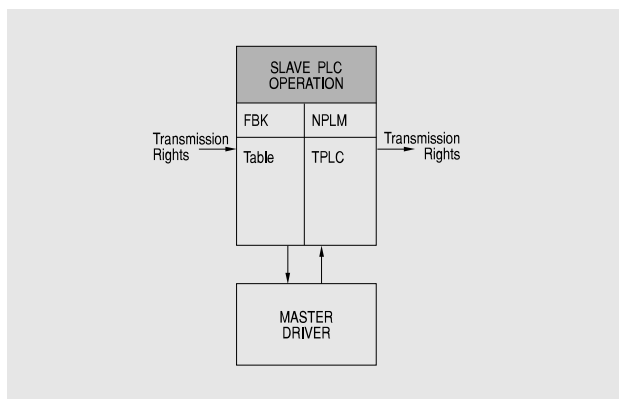 SLAVE PLC
OPERATION
FBK NPLM
Transmission
Rights
Table TPLC
Transmission
Rights
MASTER
DRIVER